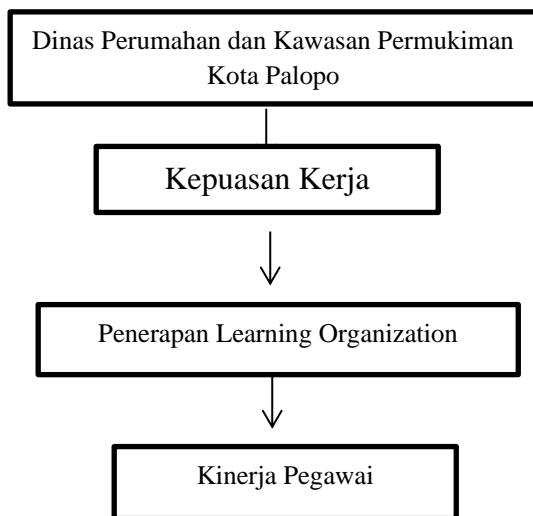 Dinas Perumahan dan Kawasan Permukiman
Kota Palopo
Kepuasan Kerja
Penerapan Learning Organization
Kinerja Pegawai